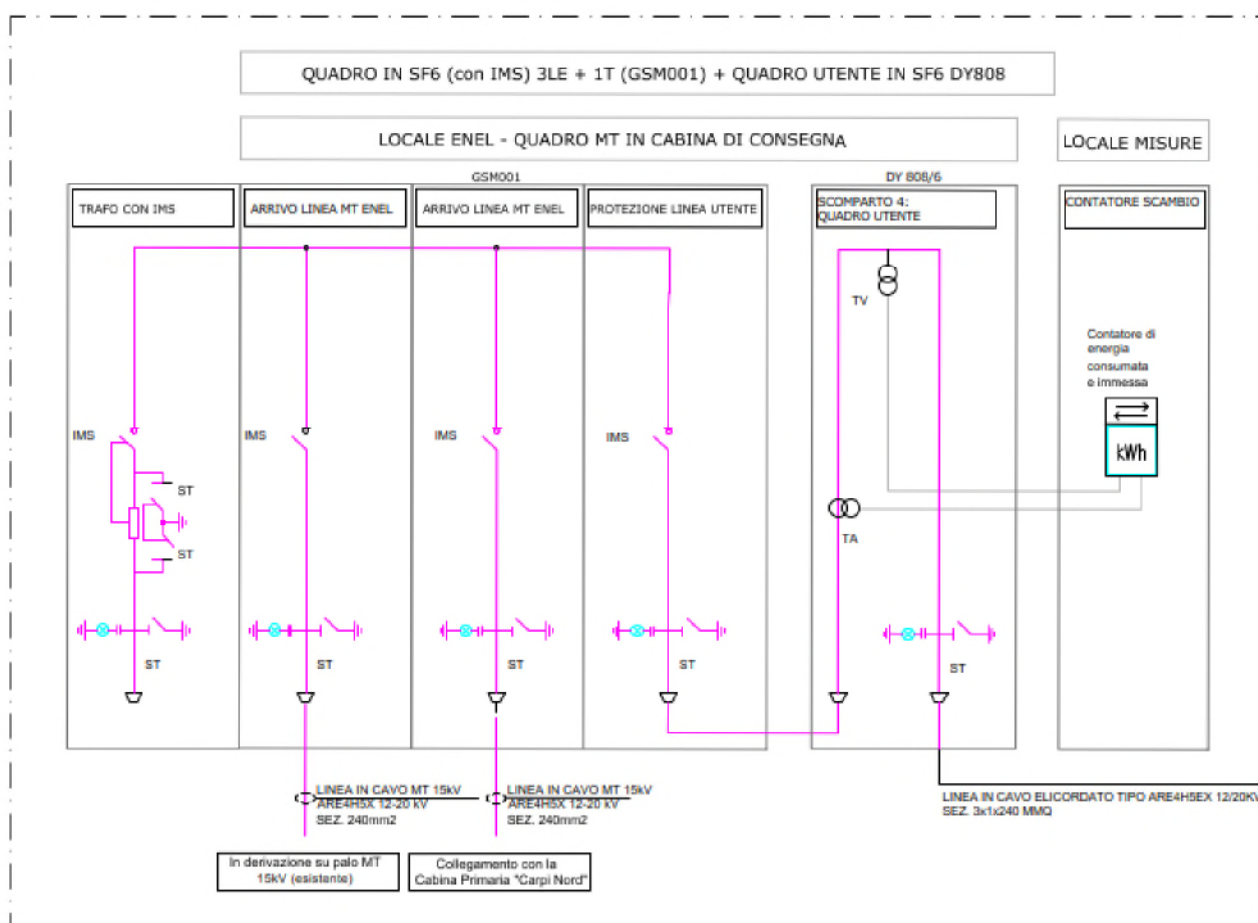 QUADRO IN SF6 (con IMS) 3LE + 1T (GSM001) + QUADRO UTENTE IN SF6 DY808
LOCALE ENEL - QUADRO MT IN CABINA DI CONSEGNA
LOCALE MISURE
GSM001
DY 808/6
TRAFO CON IMS
ARRIVO LINEA MT ENEL
ARRIVO LINEA MT ENEL
PROTEZIONE LINEA UTENTE
SCOMPARTO 4:
QUADRO UTENTE
CONTATORE SCAMBIO
TV
Contatore di
energia
consumata
e immessa
kWh
IMS
IMS
IMS
IMS
ST
ST
TA
ST
ST
ST
ST
ST
LINEA IN CAVO MT 15kV
ARE4H5X 12-20 kV
SEZ. 240mm2
LINEA IN CAVO MT 15kV
ARE4H5X 12-20 kV
SEZ. 240mm2
LINEA IN CAVO ELICORDATO TIPO ARE4H5EX 12/20KV
SEZ. 3x1x240 MMQ
In derivazione su palo MT
15kV (esistente)
Collegamento con la
Cabina Primaria "Carpi Nord"